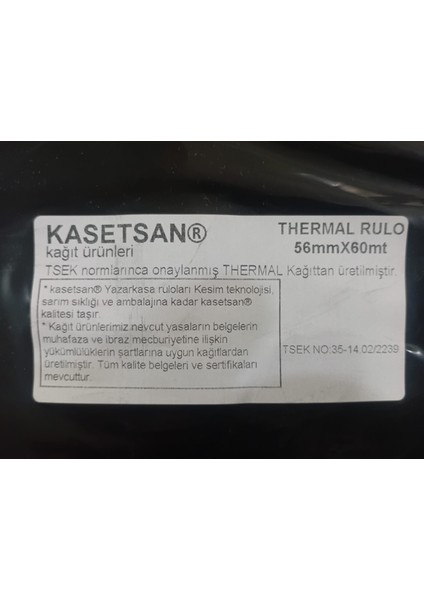 KASETSAN®
kağıt ürünleri
THERMAL RULO
56mmX60mt
TSEK normlarınca onaylanmış THERMAL Kağıttan üretilmiştir.
* kasetsan® Yazarkasa ruloları Kesim teknolojisi,
sarım sıklığı ve ambalajına kadar kasetsan®
kalitesi taşır.
* Kağıt ürünlerimiz nevcut yasaların belgelerin
muhafaza ve ibraz mecburiyetine ilişkin
yükümlülüklerin şartlarına uygun kağıtlardan
üretilmiştir. Tüm kalite belgeleri ve sertifikaları
mevcuttur.
TSEK NO:35-14.02/2239